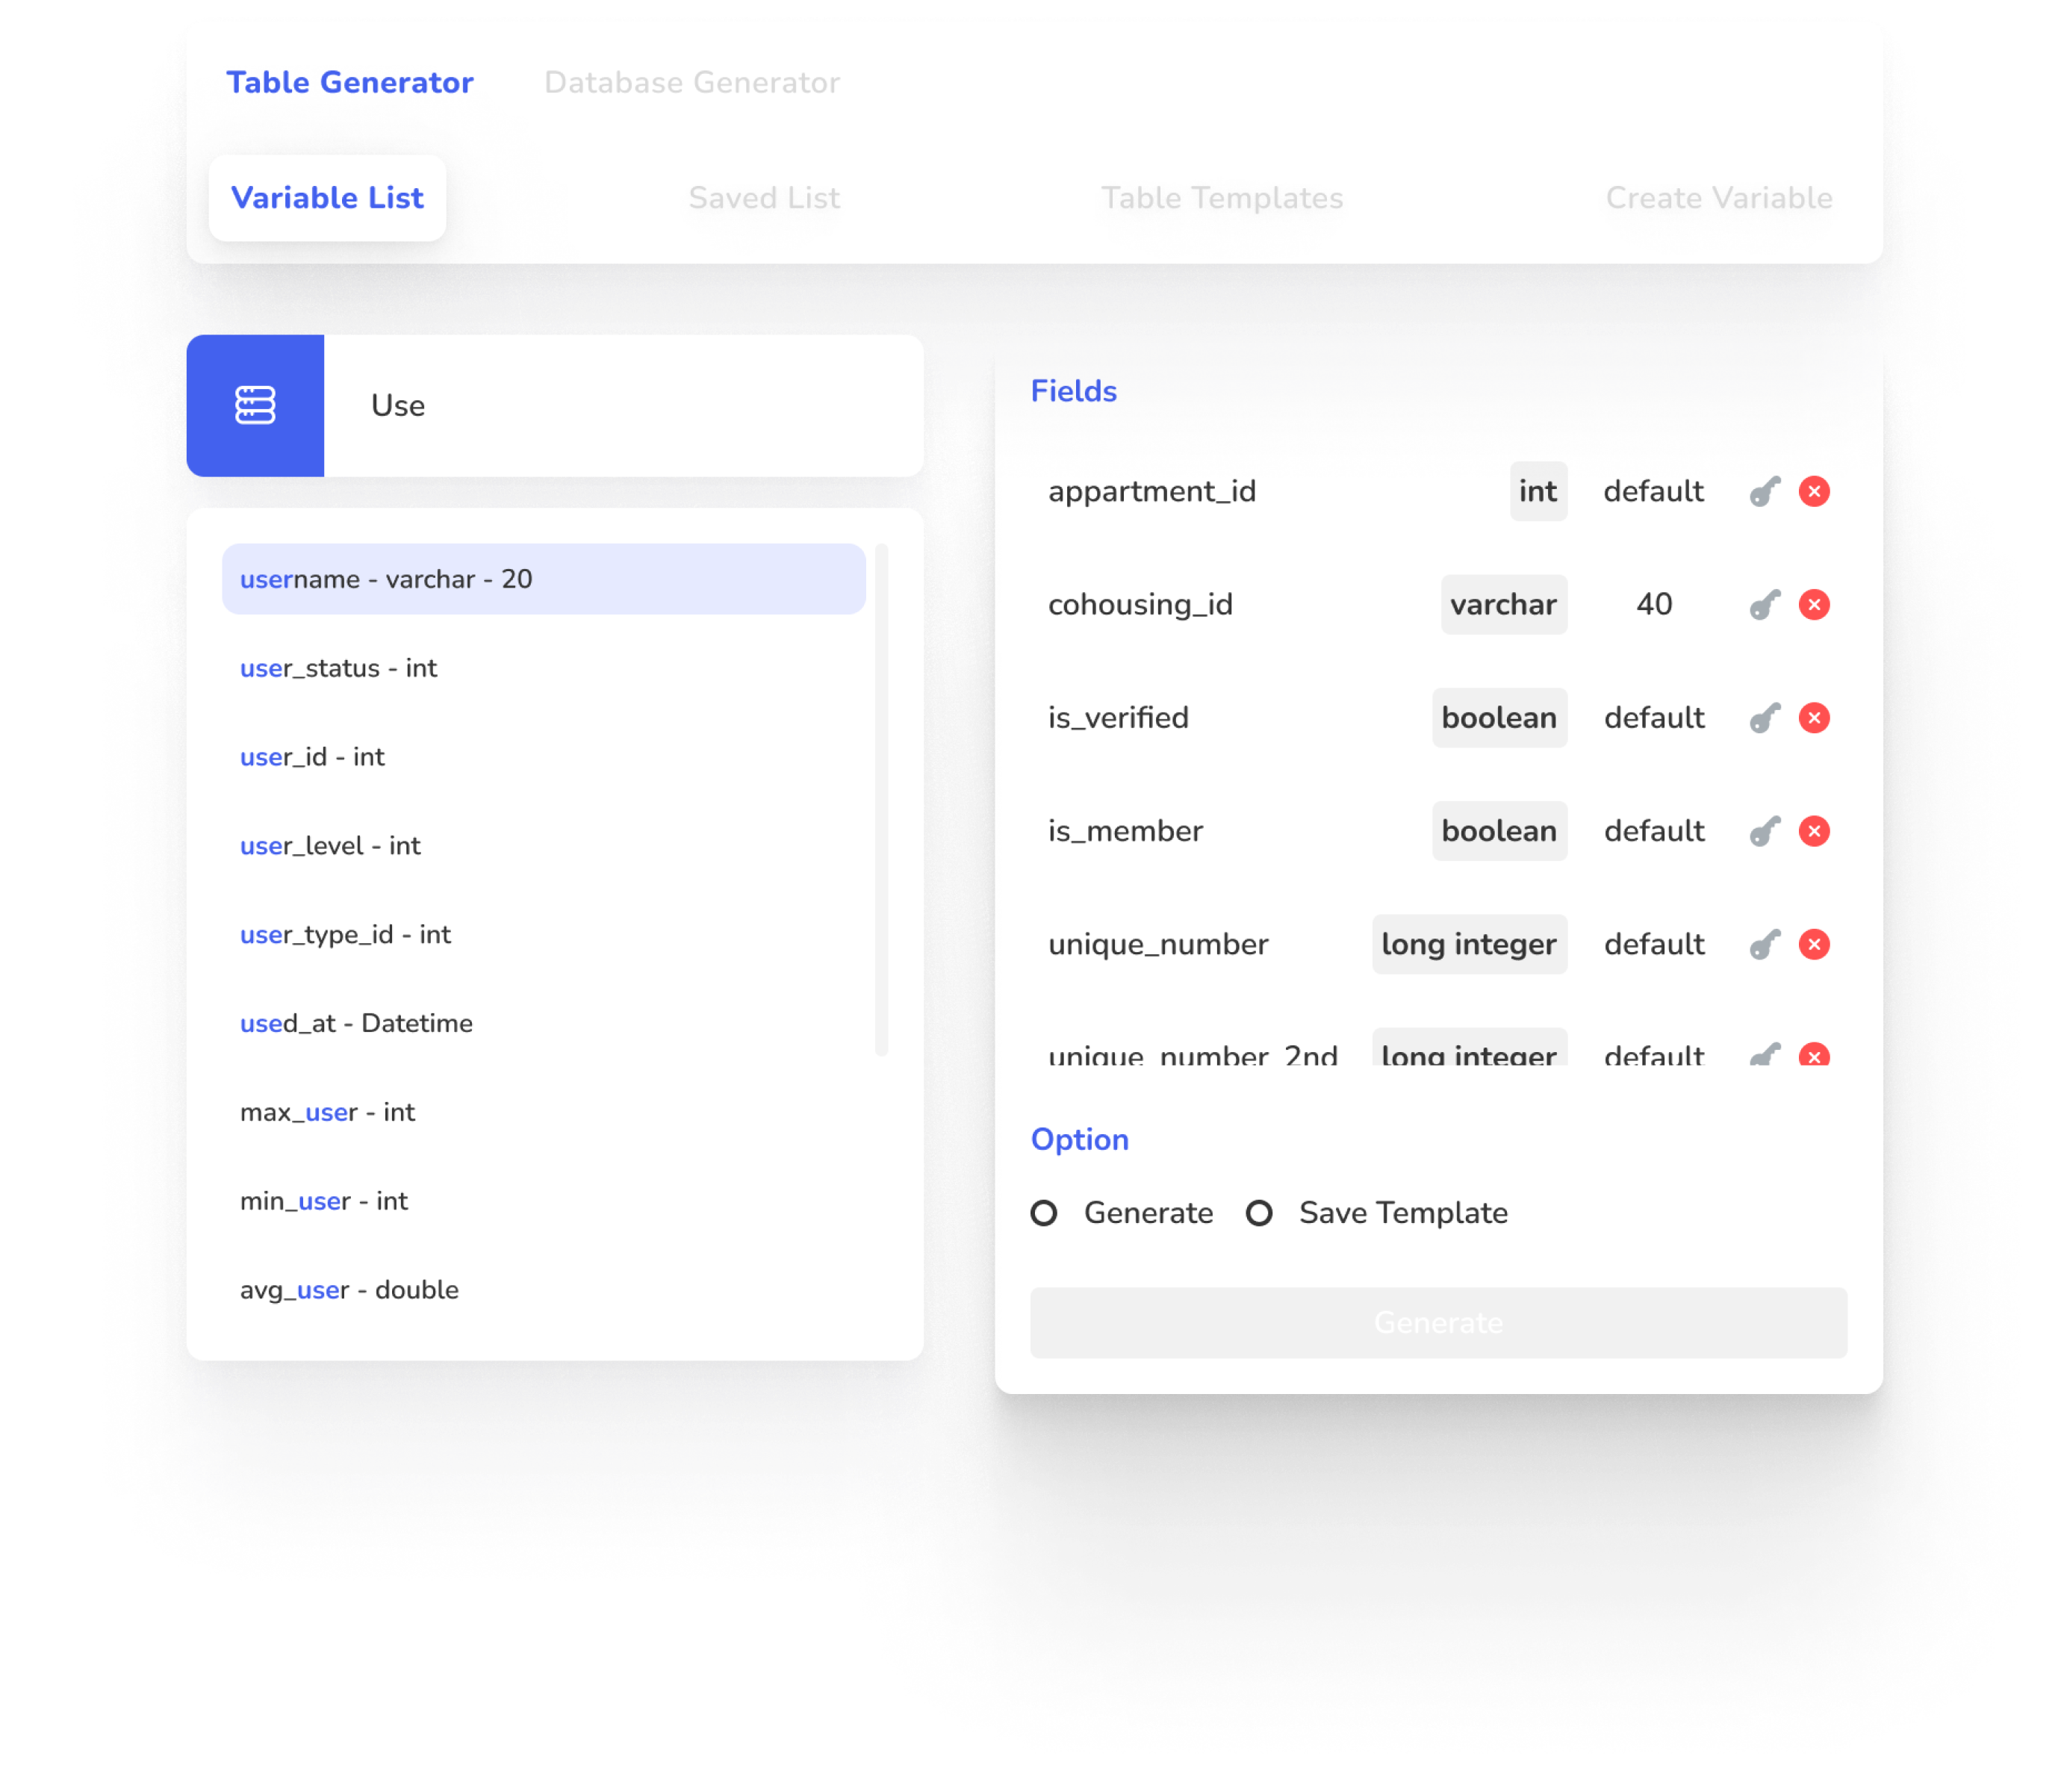 Table Generator Database Generator
Variable List Saved List Table Templates Create Variable
Use
username - varchar - 20
user_status - int
user_id - int
user_level - int
user_type_id - int
used_at - Datetime
max_user - int
min_user - int
avg_user - double
Fields
appartment_id int default
cohousing_id varchar 40
is_verified boolean default
is_member boolean default
unique_number long integer default
unique_number_2nd long integer default
Option
Generate Save Template
Generate